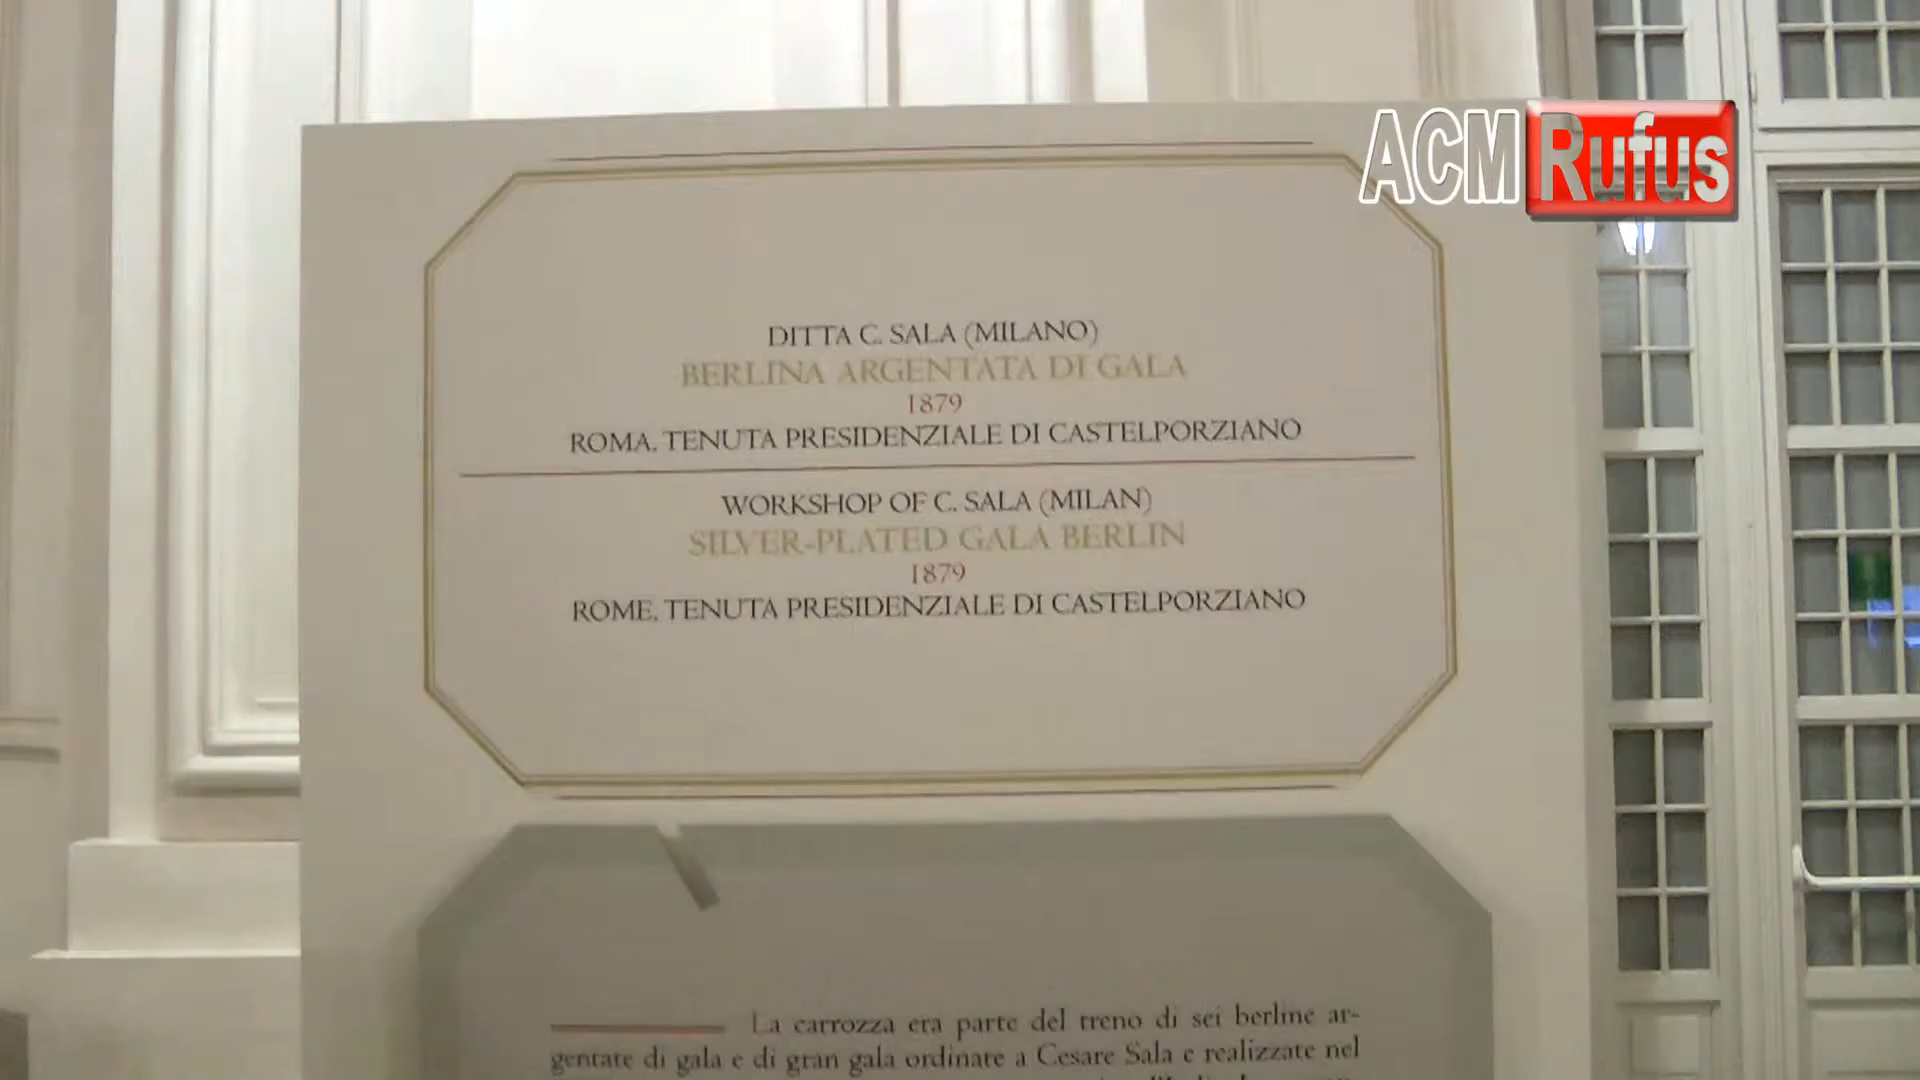 ACM Rufus
DITTA C. SALA (MILANO)
BERLINA ARGENTATA DI GALA
1879
ROMA, TENUTA PRESIDENZIALE DI CASTELPORZIANO
WORKSHOP OF C. SALA (MILAN)
SILVER-PLATED GALA BERLIN
1879
ROME, TENUTA PRESIDENZIALE DI CASTELPORZIANO
La carrozza era parte del treno di sei berline ar-
gentate di gala e di gran gala ordinate a Cesare Sala e realizzate nel